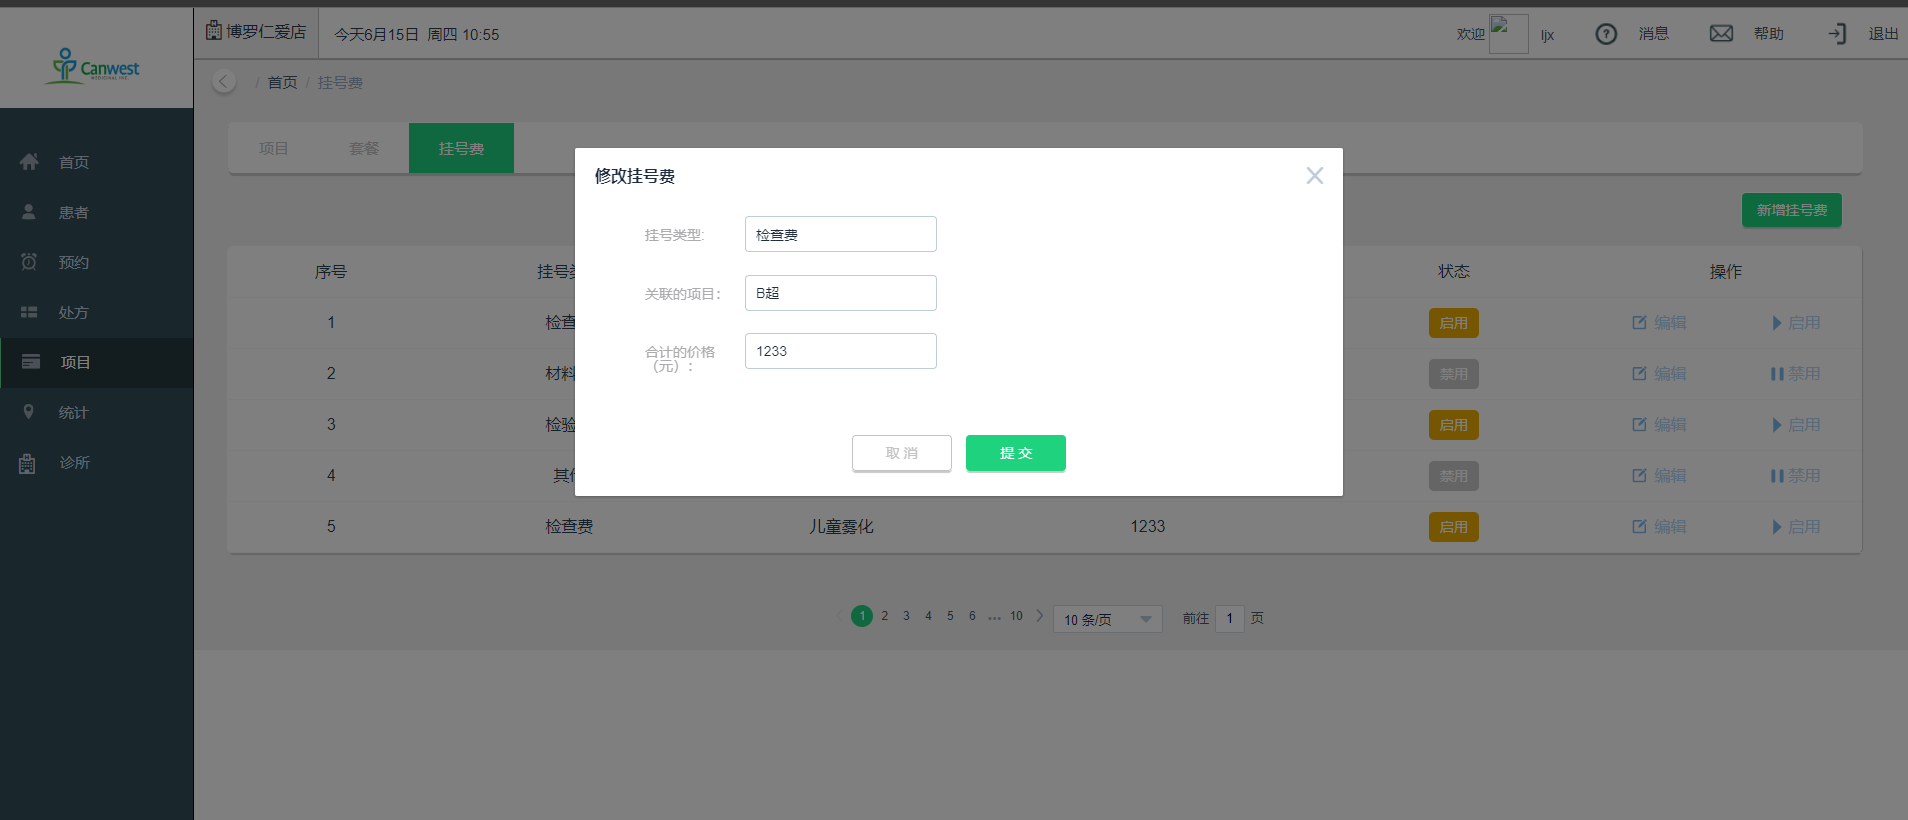 博罗仁爱店
今天6月15日 周四 10:55
欢迎 ljx 消息 帮助 退出
Canwest
MEDICINAL INC.
/ 首页 / 挂号费
首页
患者
预约
处方
项目
统计
诊所
项目 套餐 挂号费
新增挂号费
修改挂号费
挂号类型: 检查费
关联的项目: B超
合计的价格
(元): 1233
取 消 提 交
序号 挂号 状态 操作
1 检查 启用 编辑 启用
2 材料 禁用 编辑 禁用
3 检验 启用 编辑 启用
4 其 禁用 编辑 禁用
5 检查费 儿童雾化 1233 启用 编辑 启用
1 2 3 4 5 6 ... 10 10 条/页 前往 1 页